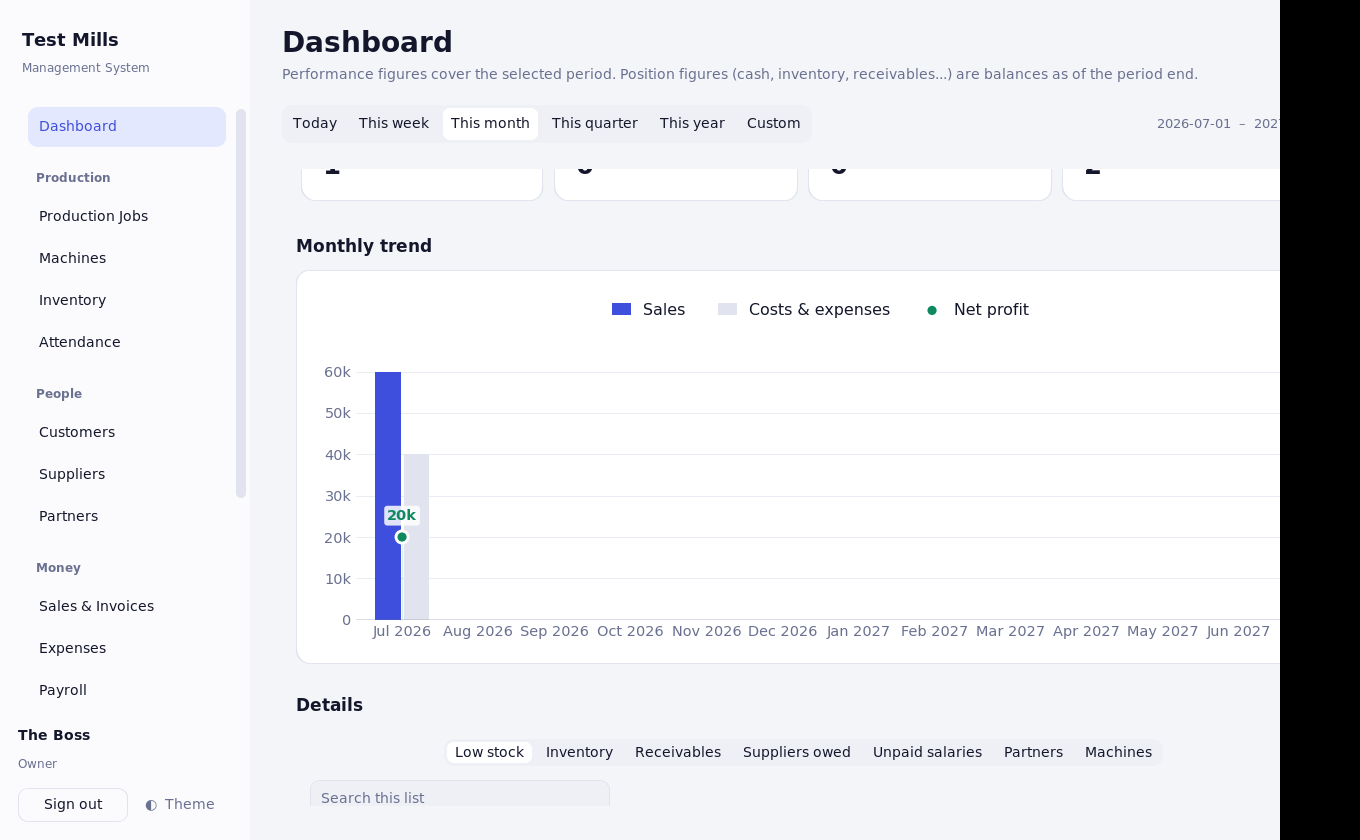 Test Mills
Management System
Dashboard
Production
Production Jobs
Machines
Inventory
Attendance
People
Customers
Suppliers
Partners
Money
Sales & Invoices
Expenses
Payroll
The Boss
Owner
Sign out
Theme
Dashboard
Performance figures cover the selected period. Position figures (cash, inventory, receivables...) are balances as of the period end.
Today This week This month This quarter This year Custom
2026-07-01 –
Monthly trend
Sales Costs & expenses Net profit
60k
50k
40k
30k
20k
20k
10k
0
Jul 2026 Aug 2026 Sep 2026 Oct 2026 Nov 2026 Dec 2026 Jan 2027 Feb 2027 Mar 2027 Apr 2027 May 2027 Jun 2027
Details
Low stock Inventory Receivables Suppliers owed Unpaid salaries Partners Machines
Search this list